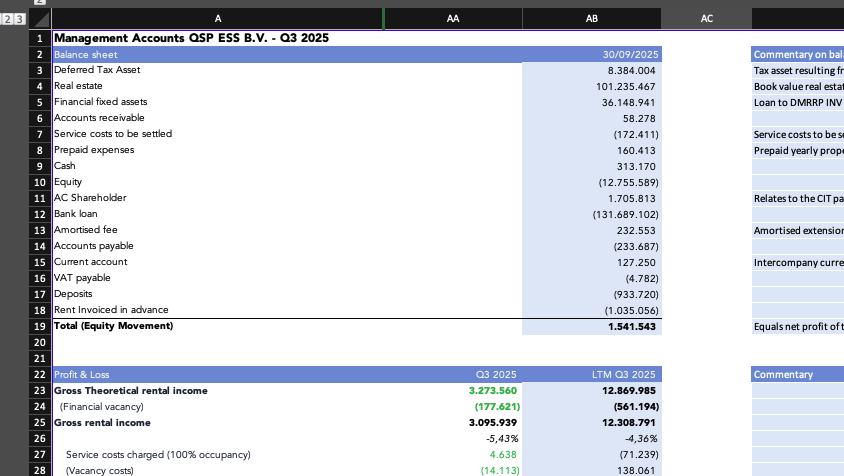 2
2 3
A AA AB AC
1 Management Accounts QSP ESS B.V. - Q3 2025
2 Balance sheet 30/09/2025 Commentary on bal
3 Deferred Tax Asset 8.384.004 Tax asset resulting fr
4 Real estate 101.235.467 Book value real estat
5 Financial fixed assets 36.148.941 Loan to DMRRP INV
6 Accounts receivable 58.278
7 Service costs to be settled (172.411) Service costs to be se
8 Prepaid expenses 160.413 Prepaid yearly prope
9 Cash 313.170
10 Equity (12.755.589)
11 AC Shareholder 1.705.813 Relates to the CIT pa
12 Bank loan (131.689.102)
13 Amortised fee 232.553 Amortised extension
14 Accounts payable (233.687)
15 Current account 127.250 Intercompany curre
16 VAT payable (4.782)
17 Deposits (933.720)
18 Rent Invoiced in advance (1.035.056)
19 Total (Equity Movement) 1.541.543 Equals net profit of t
20
21
22 Profit & Loss Q3 2025 LTM Q3 2025 Commentary
23 Gross Theoretical rental income 3.273.560 12.869.985
24 (Financial vacancy) (177.621) (561.194)
25 Gross rental income 3.095.939 12.308.791
26 -5,43% -4,36%
27 Service costs charged (100% occupancy) 4.638 (71.239)
28 (Vacancy costs) (14.113) 138.061